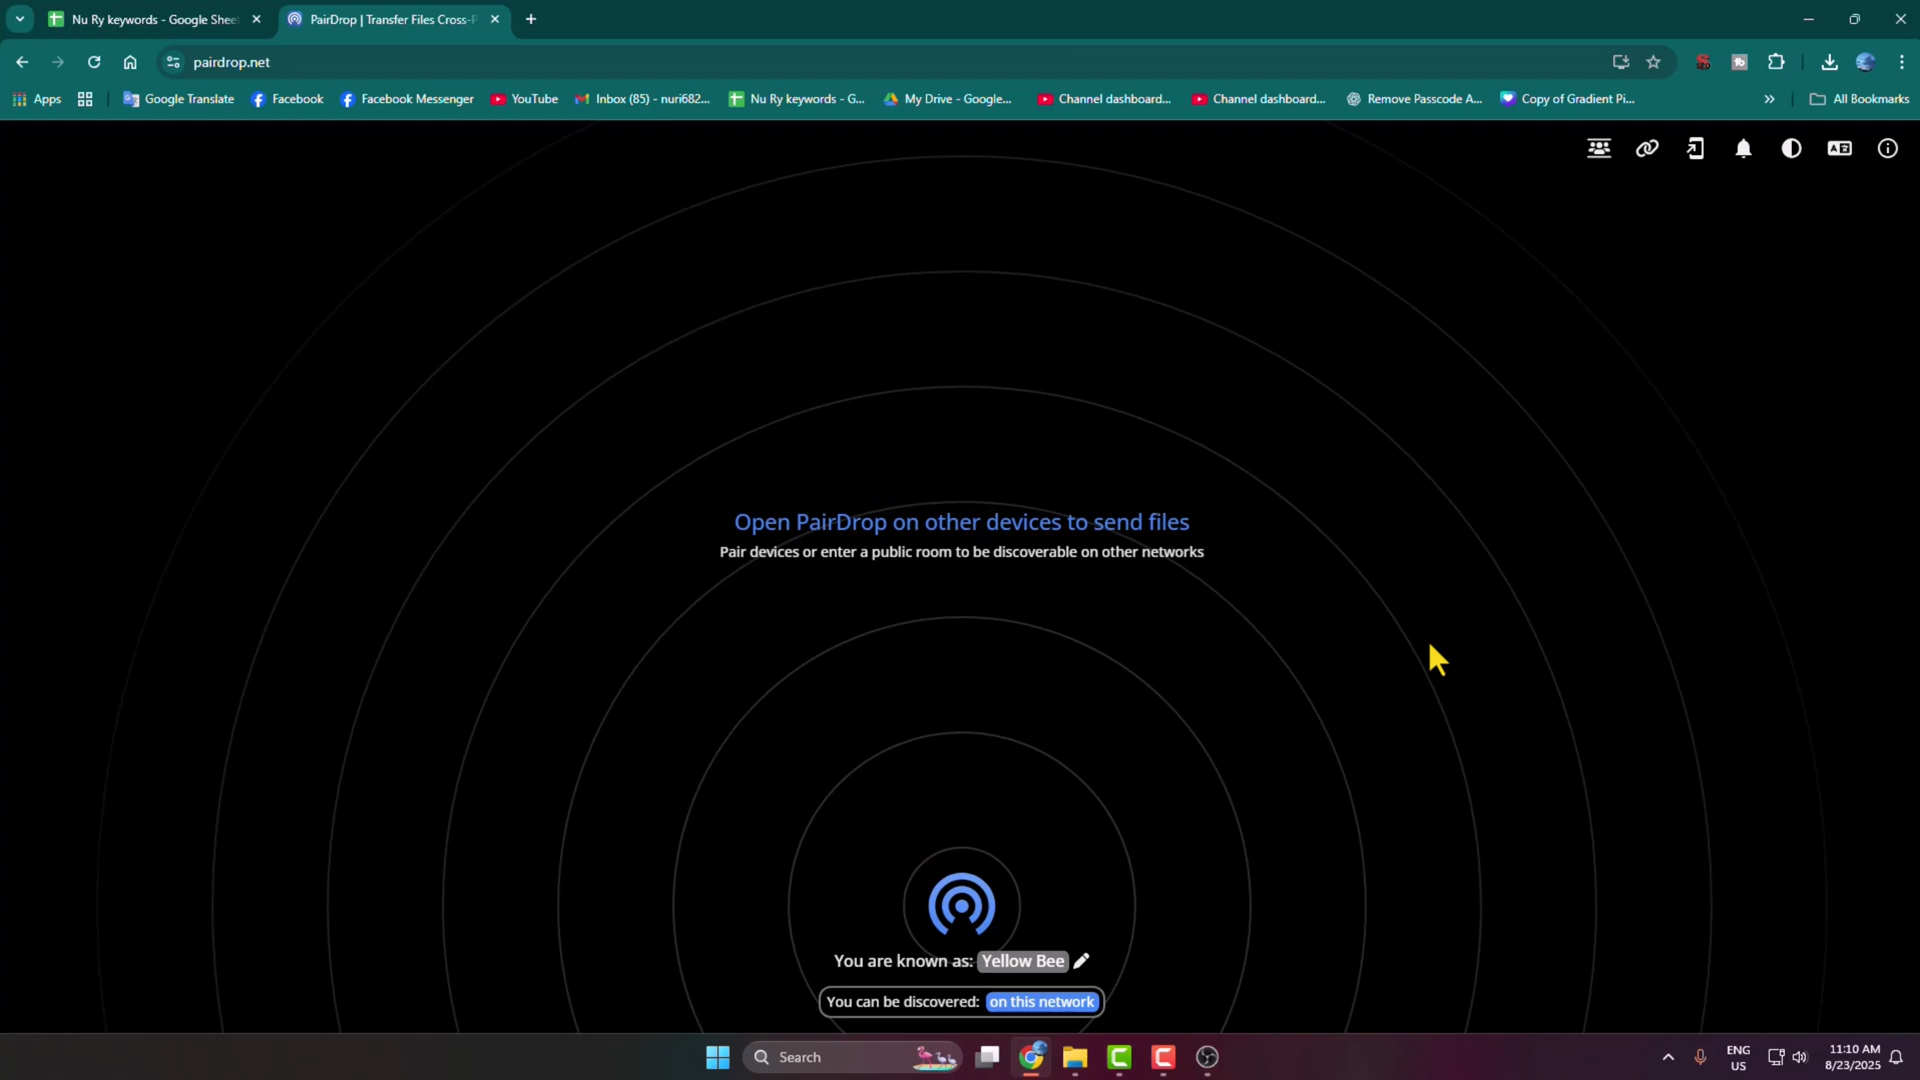 Nu Ry keywords - Google Shee
PairDrop | Transfer Files Cross-P
pairdrop.net
Apps
Google Translate
Facebook
Facebook Messenger
YouTube
Inbox (85) - nuri682...
Nu Ry keywords - G...
My Drive - Google...
Channel dashboard...
Channel dashboard...
Remove Passcode A...
Copy of Gradient Pi...
All Bookmarks
Open PairDrop on other devices to send files
Pair devices or enter a public room to be discoverable on other networks
You are known as: Yellow Bee
You can be discovered: on this network
Search
ENG
US
11:10 AM
8/23/2025